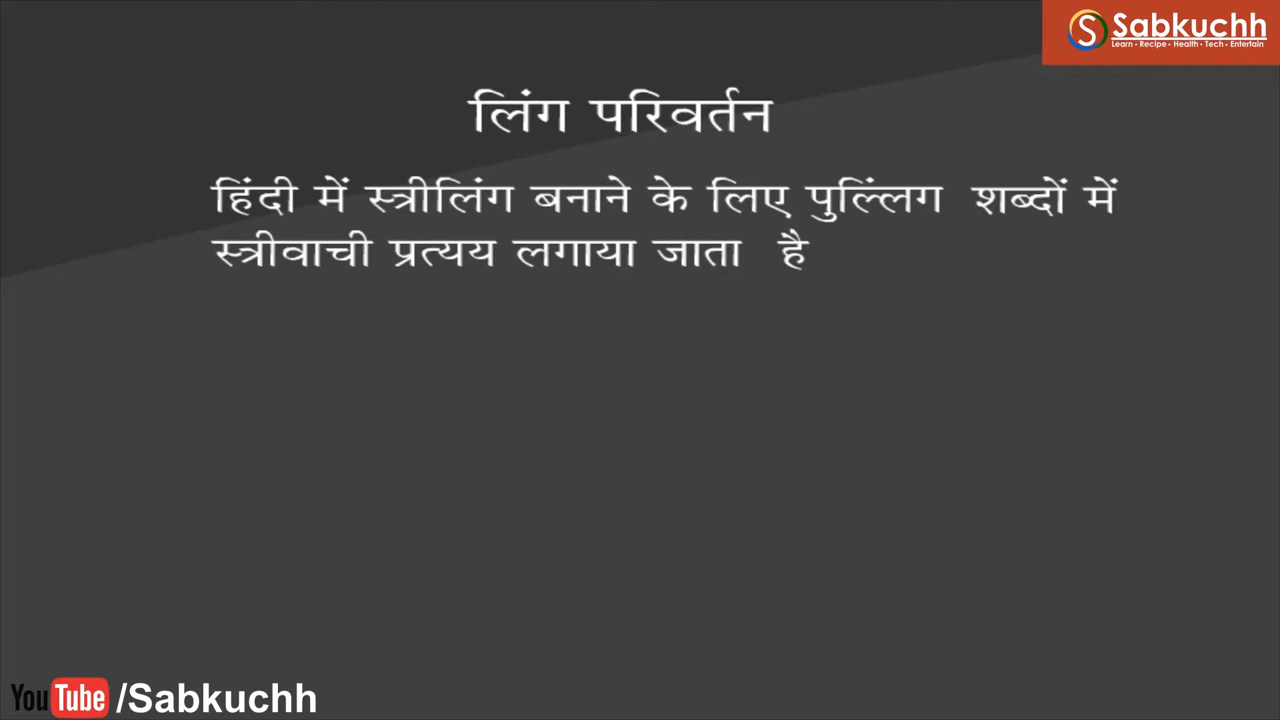 Sabkuchh
Learn • Recipe • Health • Tech • Entertain
लिंग परिवर्तन
हिंदी में स्त्रीलिंग बनाने के लिए पुल्लिंग शब्दों में
स्त्रीवाची प्रत्यय लगाया जाता है
YouTube /Sabkuchh